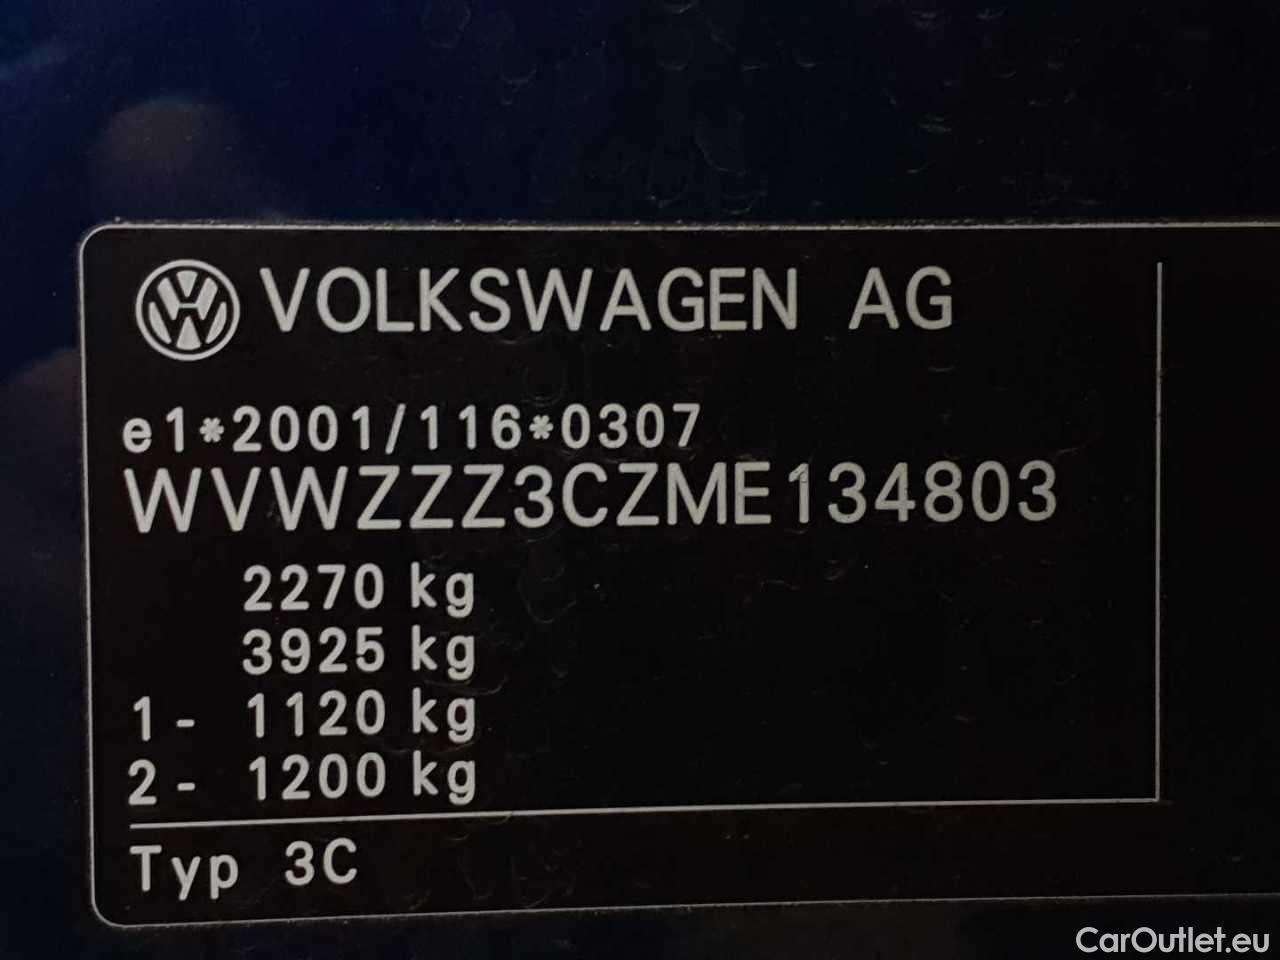 VOLKSWAGEN AG
e1*2001/116*0307
WVWZZZ3CZME134803
2270 kg
3925 kg
1- 1120 kg
2- 1200 kg
Typ 3C
CarOutlet.eu